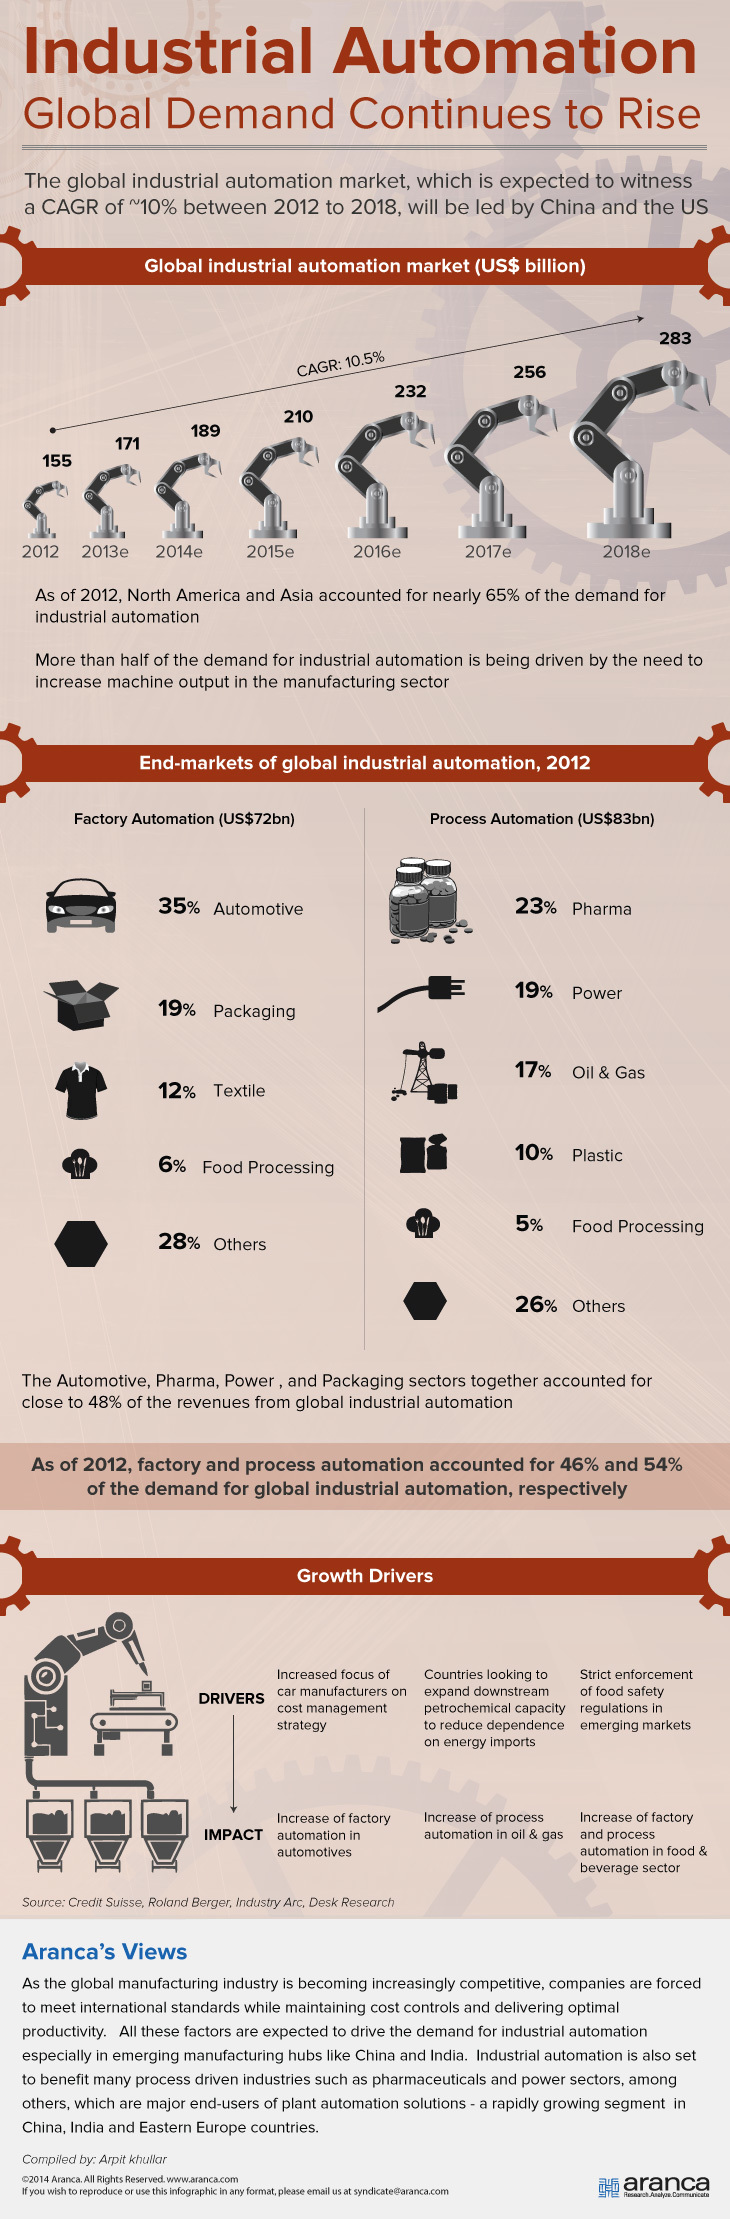 Industrial Automation
Global Demand Continues to Rise
The global industrial automation market, which is expected to witness
a CAGR of ~10% between 2012 to 2018, will be led by China and the US
Global industrial automation market (US$ billion)
CAGR: 10.5%
155
171
189
210
232
256
283
2012
2013e
2014e
2015e
2016e
2017e
2018e
As of 2012, North America and Asia accounted for nearly 65% of the demand for
industrial automation
More than half of the demand for industrial automation is being driven by the need to
increase machine output in the manufacturing sector
End-markets of global industrial automation, 2012
Factory Automation (US$72bn)
35% Automotive
19% Packaging
12% Textile
6% Food Processing
28% Others
Process Automation (US$83bn)
23% Pharma
19% Power
17% Oil & Gas
10% Plastic
5% Food Processing
26% Others
The Automotive, Pharma, Power , and Packaging sectors together accounted for
close to 48% of the revenues from global industrial automation
As of 2012, factory and process automation accounted for 46% and 54%
of the demand for global industrial automation, respectively
Growth Drivers
DRIVERS
Increased focus of
car manufacturers on
cost management
strategy
Countries looking to
expand downstream
petrochemical capacity
to reduce dependence
on energy imports
Strict enforcement
of food safety
regulations in
emerging markets
IMPACT
Increase of factory
automation in
automotives
Increase of process
automation in oil & gas
Increase of factory
and process
automation in food &
beverage sector
Source: Credit Suisse, Roland Berger, Industry Arc, Desk Research
Aranca's Views
As the global manufacturing industry is becoming increasingly competitive, companies are forced
to meet international standards while maintaining cost controls and delivering optimal
productivity. All these factors are expected to drive the demand for industrial automation
especially in emerging manufacturing hubs like China and India. Industrial automation is also set
to benefit many process driven industries such as pharmaceuticals and power sectors, among
others, which are major end-users of plant automation solutions - a rapidly growing segment in
China, India and Eastern Europe countries.
Compiled by: Arpit khullar
©2014 Aranca. All Rights Reserved. www.aranca.com
If you wish to reproduce or use this infographic in any format, please email us at syndicate@aranca.com
aranca
Research.Analyze.Communicate